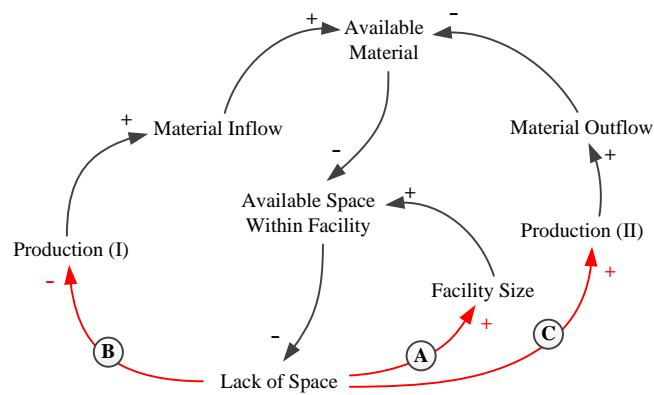 +
-
Available
Material
+
Material Inflow
Material Outflow
-
+
Available Space
Within Facility
+
Production (I)
Production (II)
-
+
Facility Size
+
-
B
A
C
Lack of Space